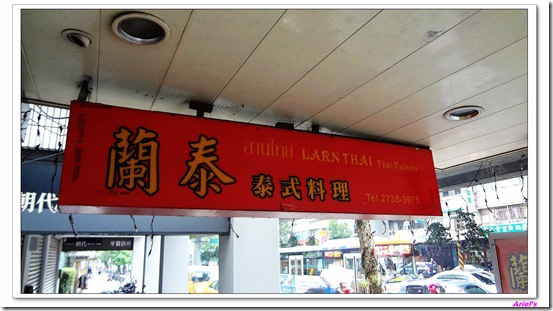 蘭泰
ลานไทย LARN THAI Thai Cuisine
泰式料理
Tel.2735-3975
朝代
蘭
Ariel's